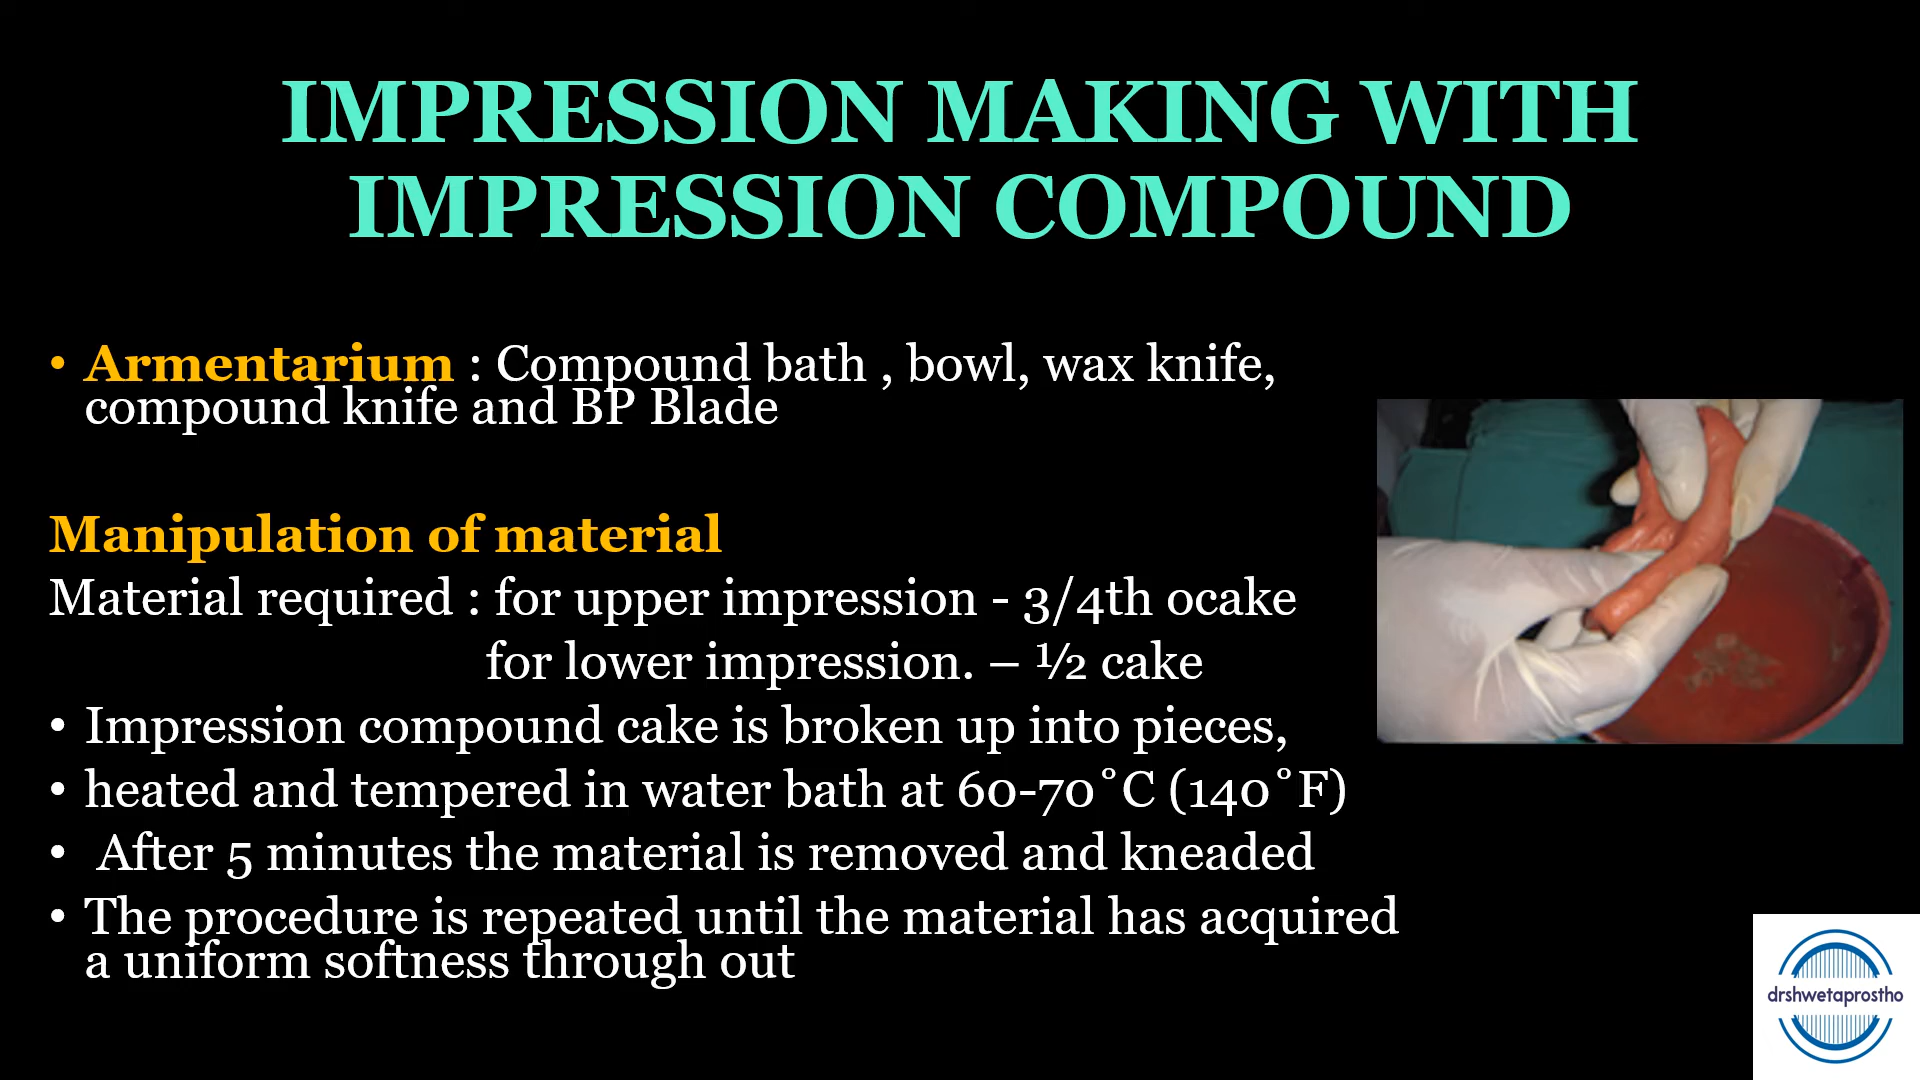 IMPRESSION MAKING WITH
IMPRESSION COMPOUND
• Armentarium : Compound bath , bowl, wax knife,
compound knife and BP Blade
Manipulation of material
Material required : for upper impression - 3/4th ocake
for lower impression. – ½ cake
• Impression compound cake is broken up into pieces,
• heated and tempered in water bath at 60-70˚C (140˚F)
• After 5 minutes the material is removed and kneaded
• The procedure is repeated until the material has acquired
a uniform softness through out
drshwetaprostho